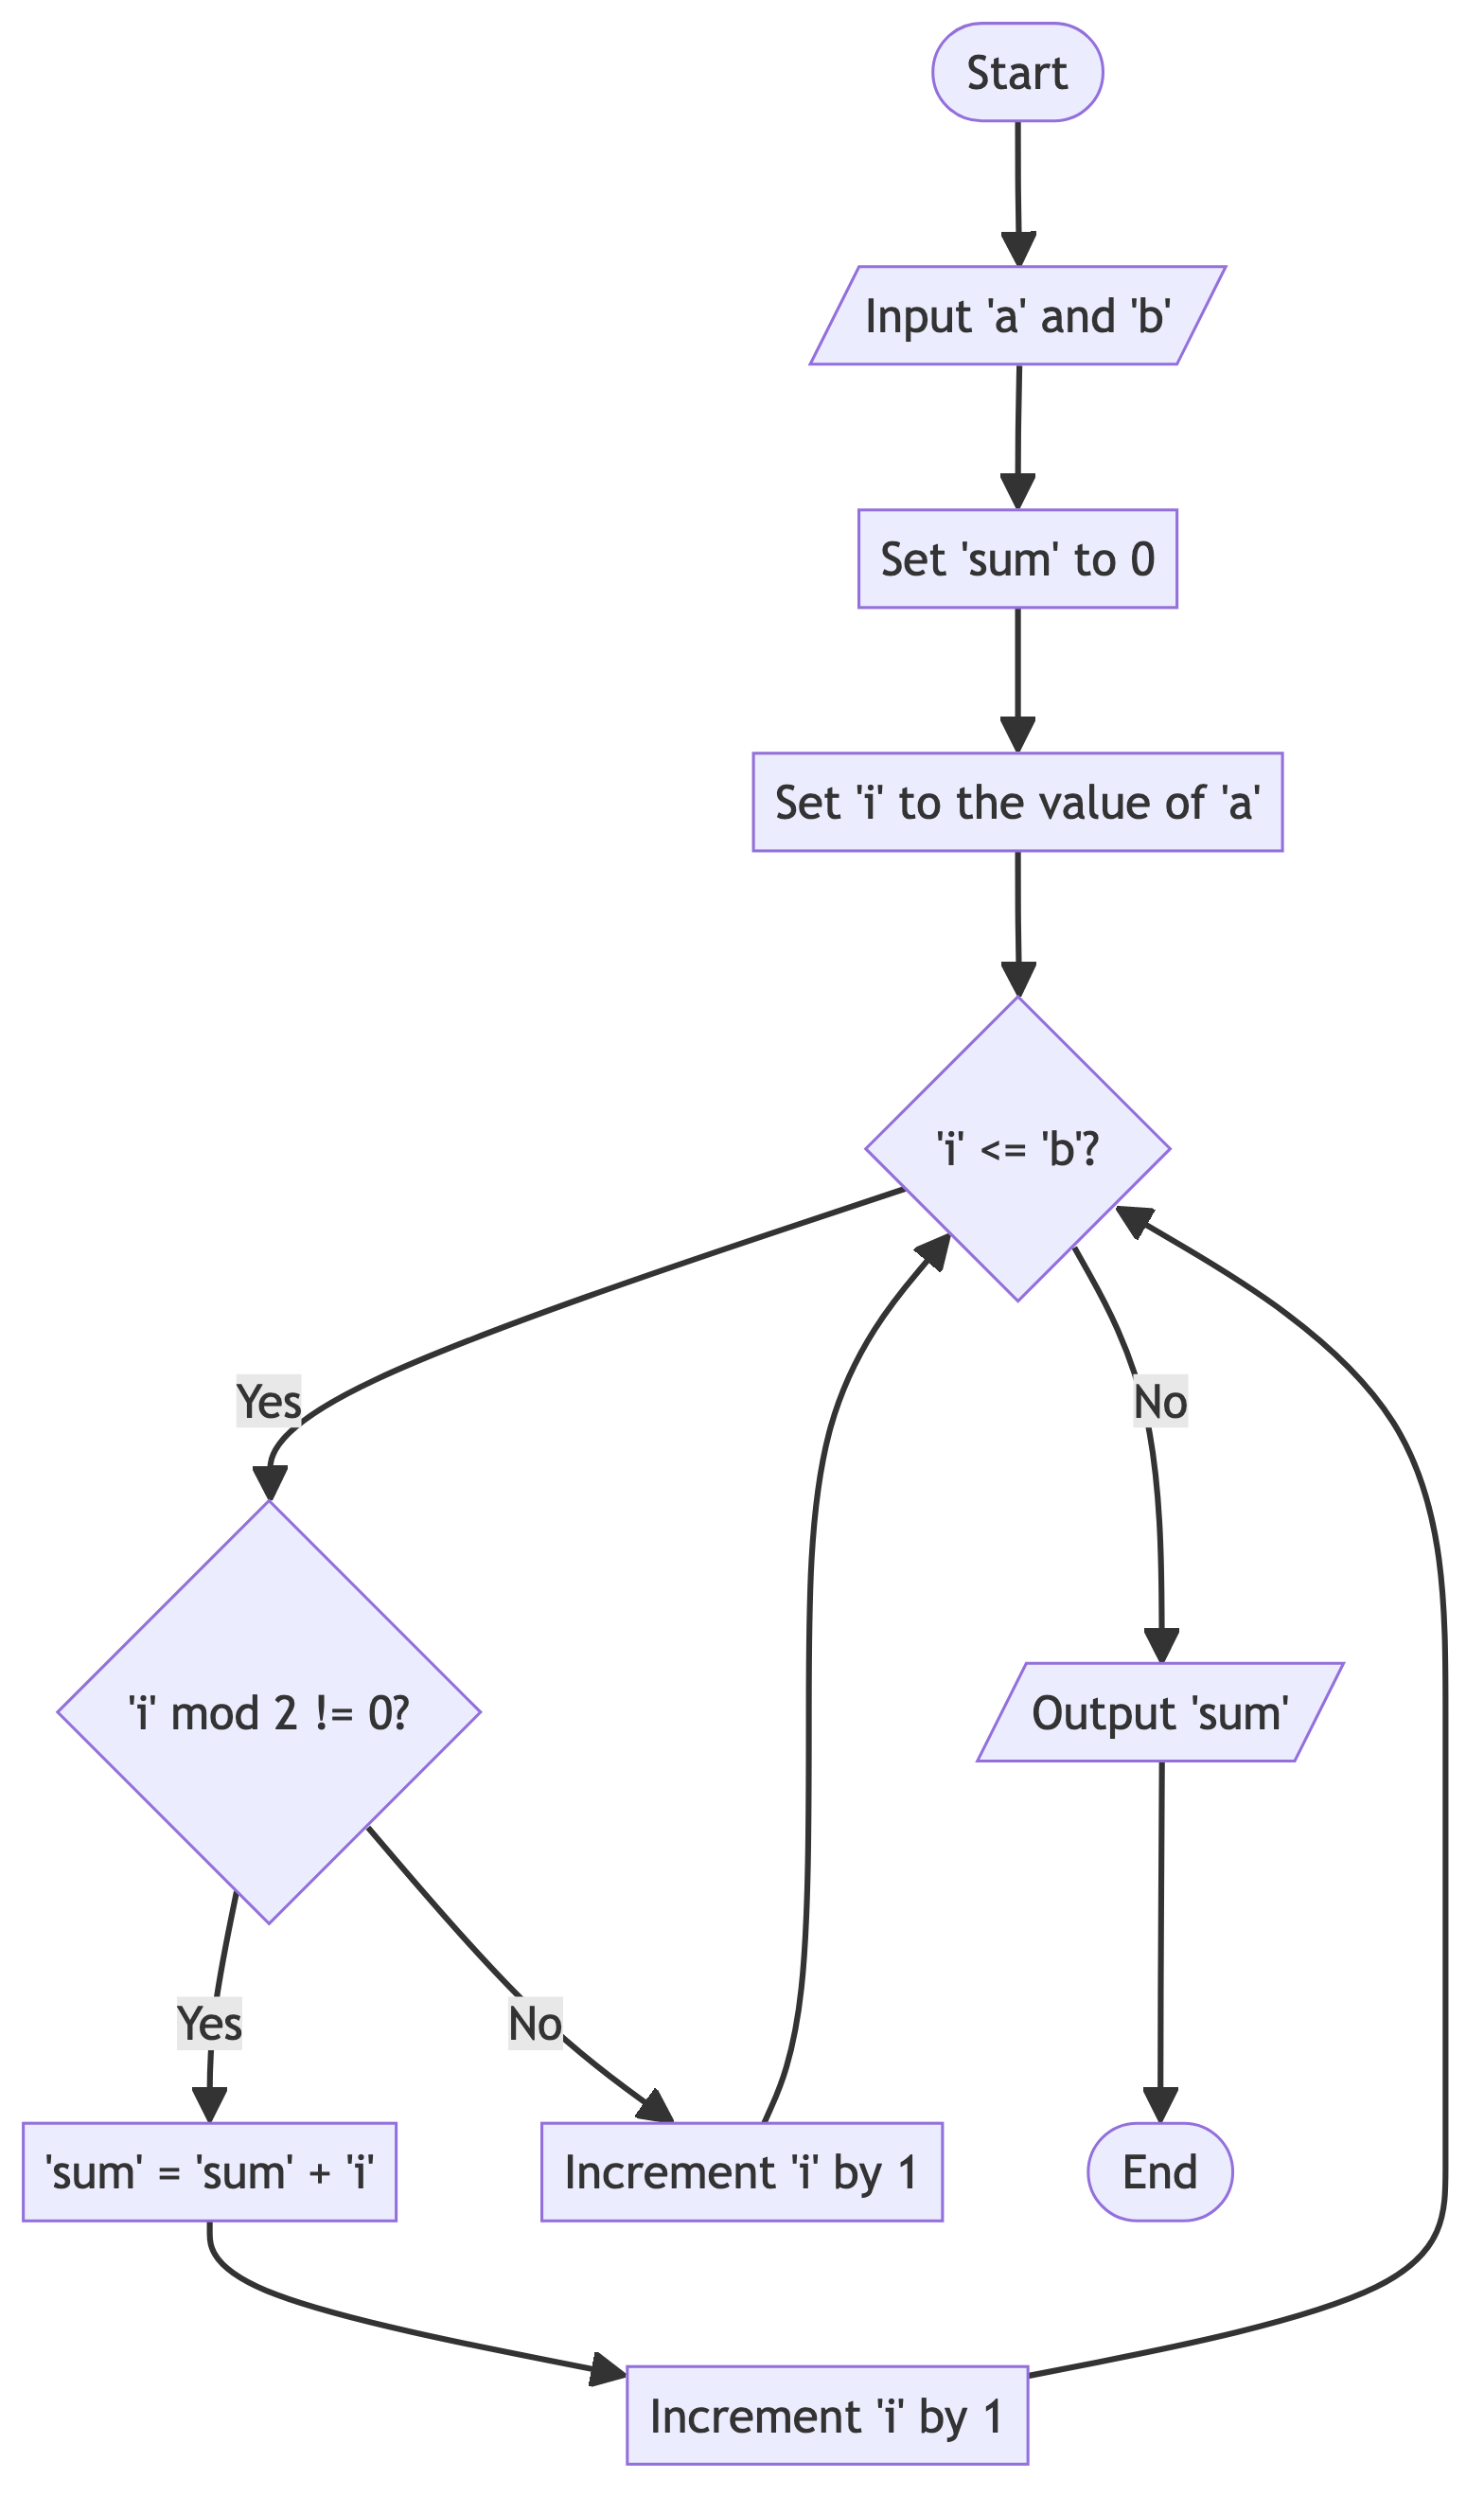 Start
Input 'a' and 'b'
Set 'sum' to 0
Set 'i' to the value of 'a'
'i' <= 'b'?
Yes
No
'i' mod 2 != 0?
Output 'sum'
Yes
No
'sum' = 'sum' + 'i'
Increment 'i' by 1
End
Increment 'i' by 1